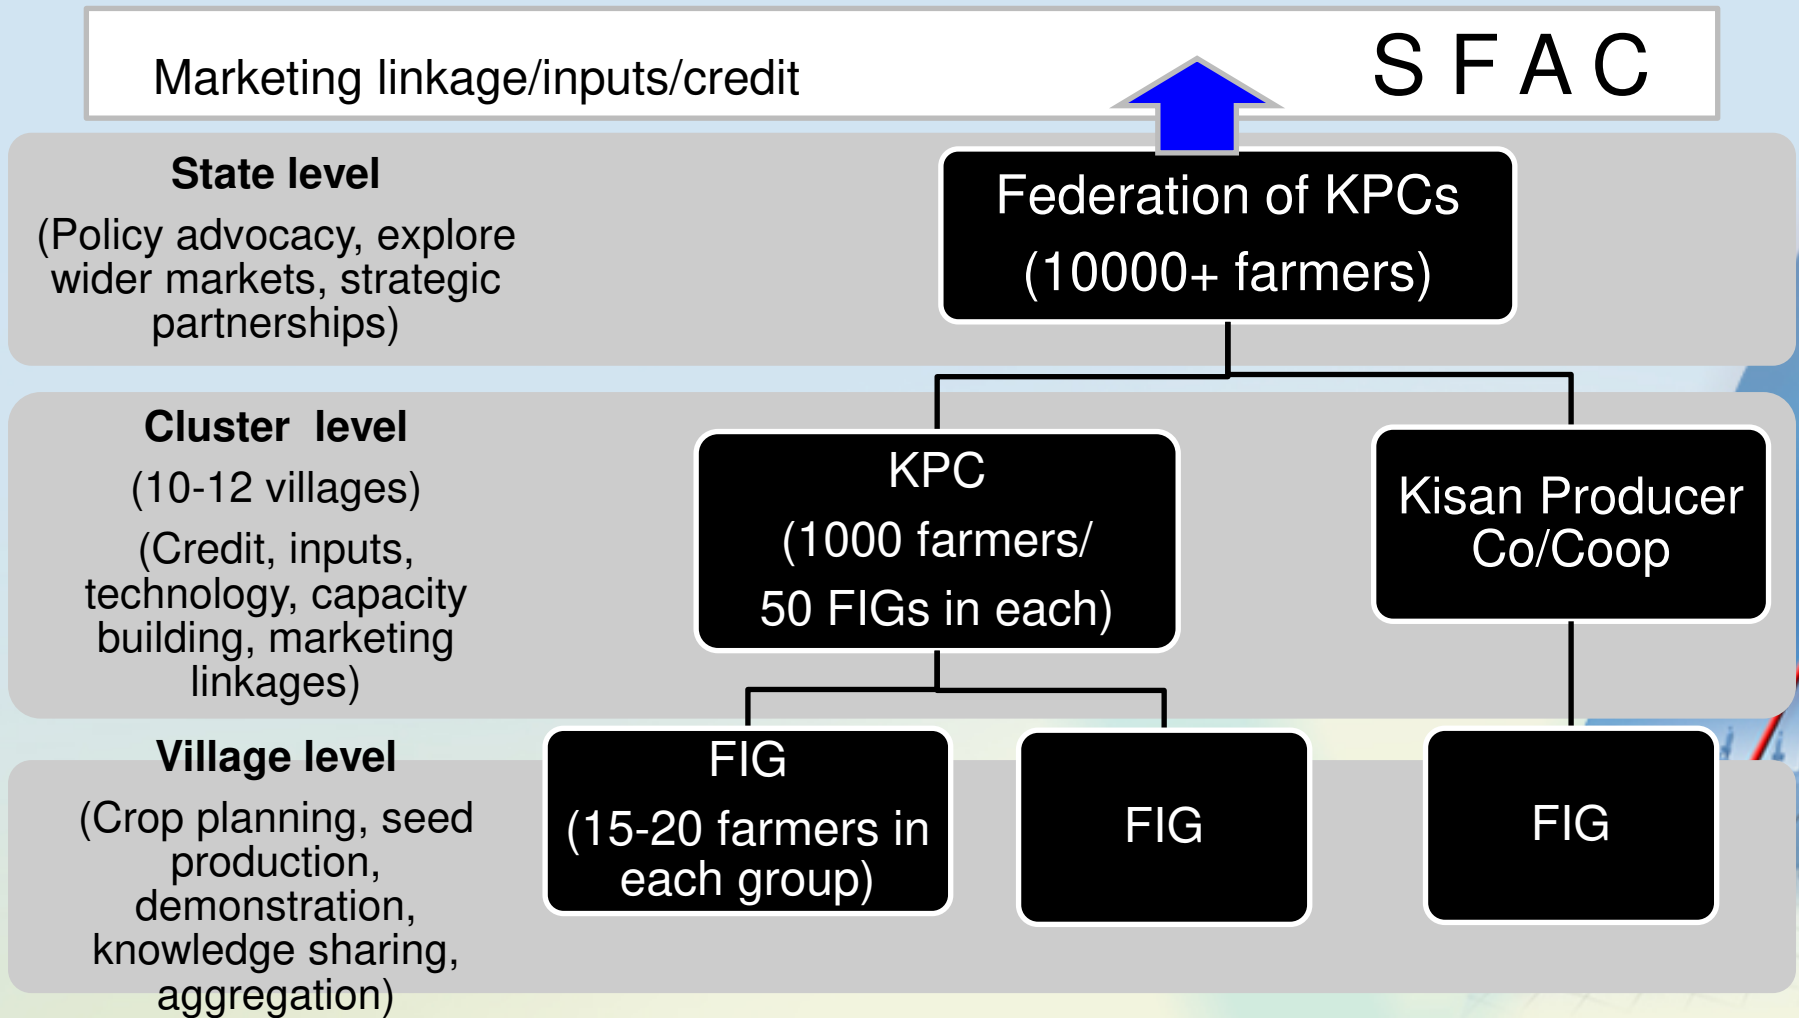 Marketing linkage/inputs/credit
S F A C
State level
(Policy advocacy, explore
wider markets, strategic
partnerships)
Federation of KPCs
(10000+ farmers)
Cluster level
(10-12 villages)
(Credit, inputs,
technology, capacity
building, marketing
linkages)
KPC
(1000 farmers/
50 FIGs in each)
Kisan Producer
Co/Coop
Village level
(Crop planning, seed
production,
demonstration,
knowledge sharing,
aggregation)
FIG
(15-20 farmers in
each group)
FIG
FIG